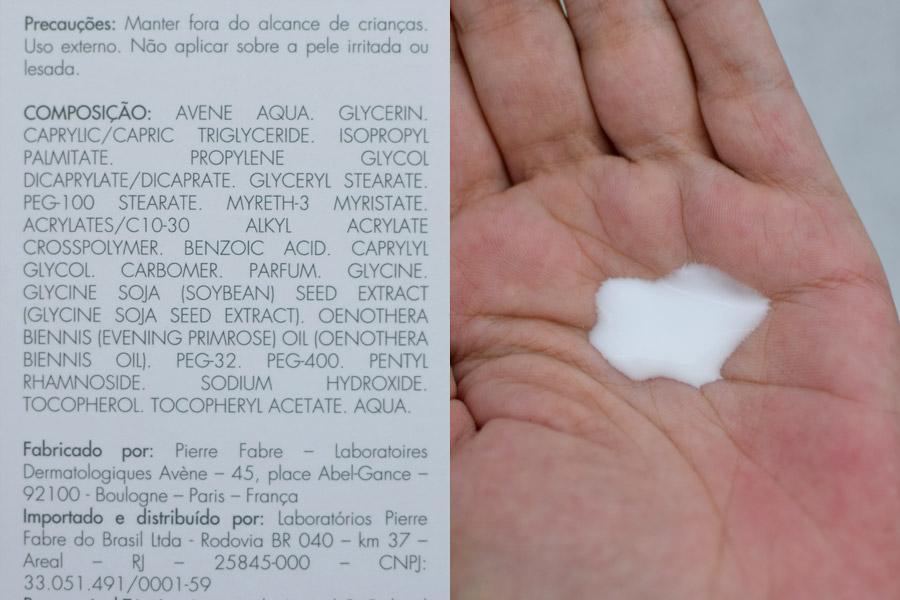 Precauções: Manter fora do alcance de crianças.
Uso externo. Não aplicar sobre a pele irritada ou
lesada.
COMPOSIÇÃO: AVENE AQUA. GLYCERIN.
CAPRYLIC/CAPRIC TRIGLYCERIDE. ISOPROPYL
PALMITATE. PROPYLENE GLYCOL
DICAPRYLATE/DICAPRATE. GLYCERYL STEARATE.
PEG-100 STEARATE. MYRETH-3 MYRISTATE.
ACRYLATES/C10-30 ALKYL ACRYLATE
CROSSPOLYMER. BENZOIC ACID. CAPRYLYL
GLYCOL. CARBOMER. PARFUM. GLYCINE.
GLYCINE SOJA (SOYBEAN) SEED EXTRACT
(GLYCINE SOJA SEED EXTRACT). OENOTHERA
BIENNIS (EVENING PRIMROSE) OIL (OENOTHERA
BIENNIS OIL). PEG-32. PEG-400. PENTYL
RHAMNOSIDE. SODIUM HYDROXIDE.
TOCOPHEROL. TOCOPHERYL ACETATE. AQUA.
Fabricado por: Pierre Fabre – Laboratoires
Dermatologiques Avène – 45, place Abel-Gance –
92100 - Boulogne – Paris – França
Importado e distribuído por: Laboratórios Pierre
Fabre do Brasil Ltda - Rodovia BR 040 – km 37 –
Areal – RJ – 25845-000 – CNPJ:
33.051.491/0001-59